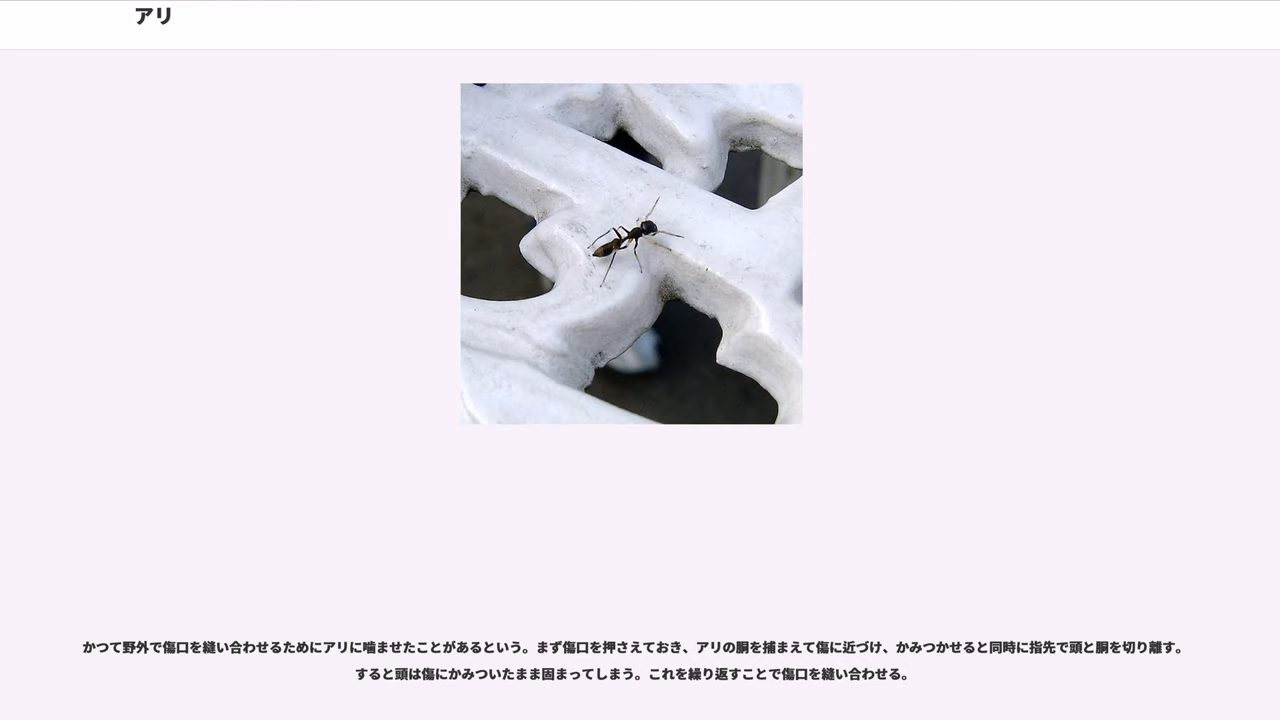 アリ
かつて野外で傷口を縫い合わせるためにアリに噛ませたことがあるという。まず傷口を押さえておき、アリの胴を捕まえて傷に近づけ、かみつかせると同時に指先で頭と胴を切り離す。
すると頭は傷にかみついたまま固まってしまう。これを繰り返すことで傷口を縫い合わせる。